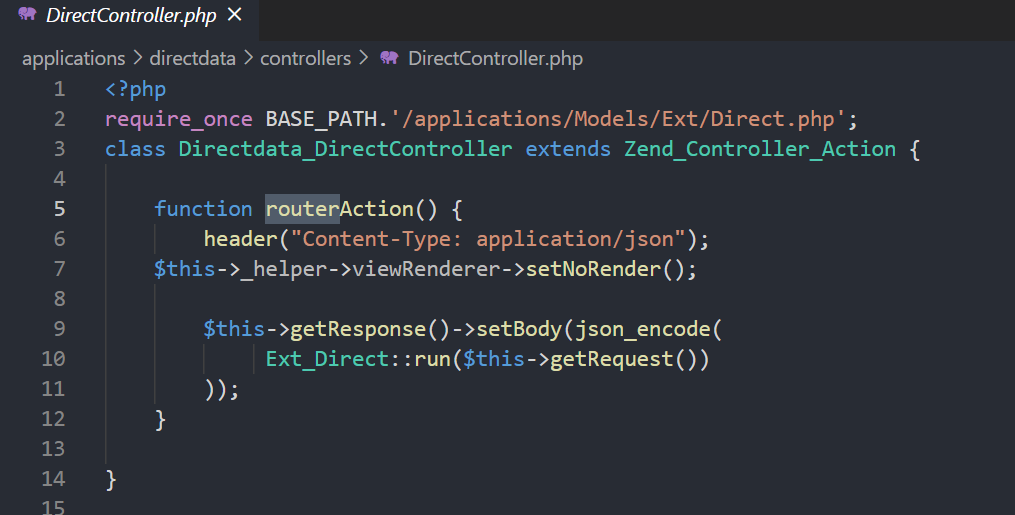 DirectController.php ✕
applications > directdata > controllers > DirectController.php
1 <?php
2 require_once BASE_PATH.'/applications/Models/Ext/Direct.php';
3 class Directdata_DirectController extends Zend_Controller_Action {
4
5     function routerAction() {
6         header("Content-Type: application/json");
7     $this->_helper->viewRenderer->setNoRender();
8
9         $this->getResponse()->setBody(json_encode(
10             Ext_Direct::run($this->getRequest())
11         ));
12     }
13
14 }
15